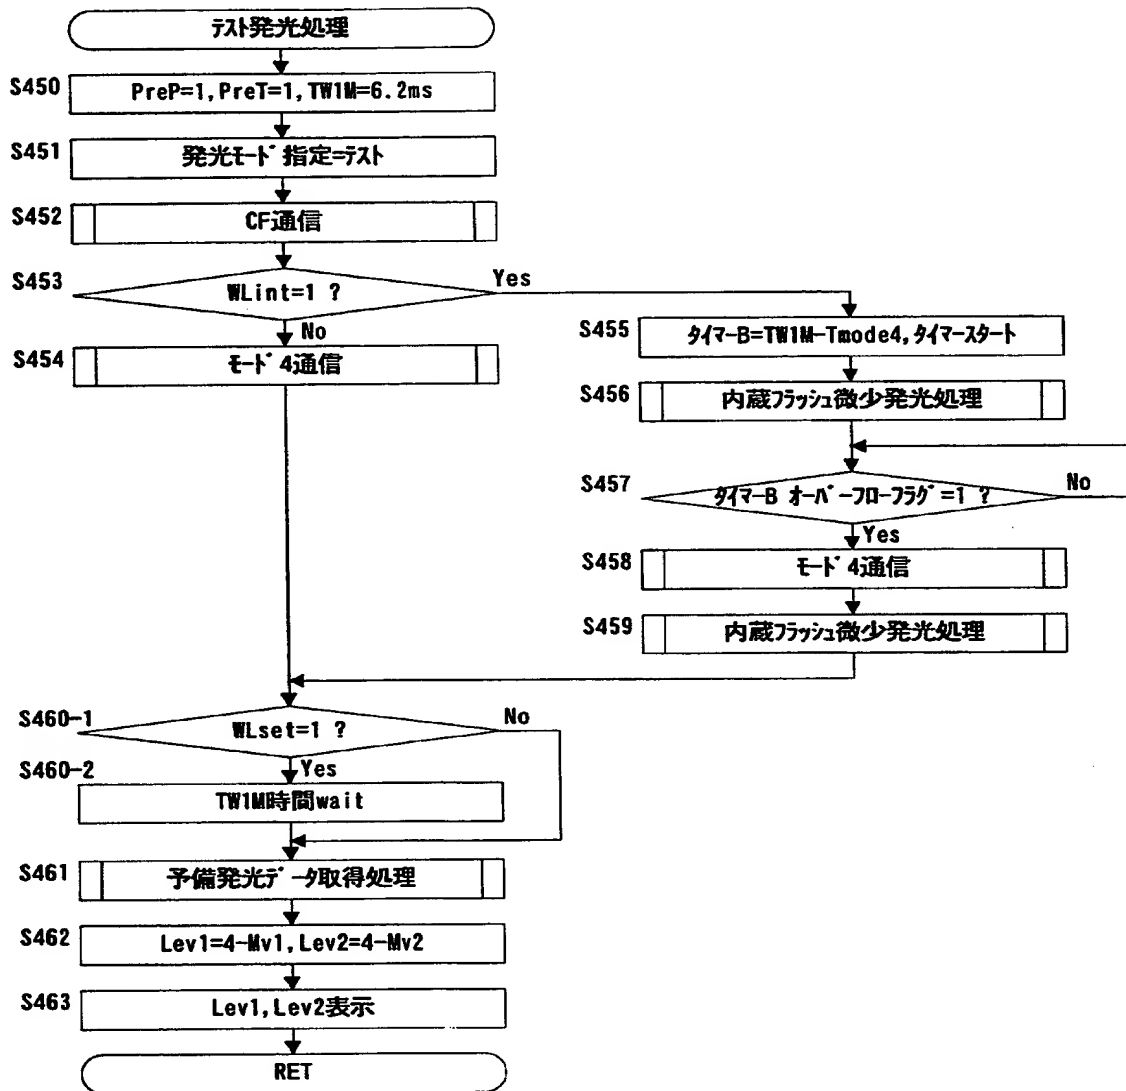 テスト発光処理
S450
PreP=1,PreT=1,TW1M=6.2ms
S451
発光モード指定=テスト
S452
CF通信
S453
WLint=1 ?
Yes
No
S454
モード4通信
S455
タイマーB=TW1M-Tmode4,タイマースタート
S456
内蔵フラッシュ微少発光処理
S457
タイマーB オーバーフローフラグ=1 ?
No
Yes
S458
モード4通信
S459
内蔵フラッシュ微少発光処理
S460-1
WLset=1 ?
No
S460-2
Yes
TW1M時間wait
S461
予備発光データ取得処理
S462
Lev1=4-Mv1,Lev2=4-Mv2
S463
Lev1,Lev2表示
RET